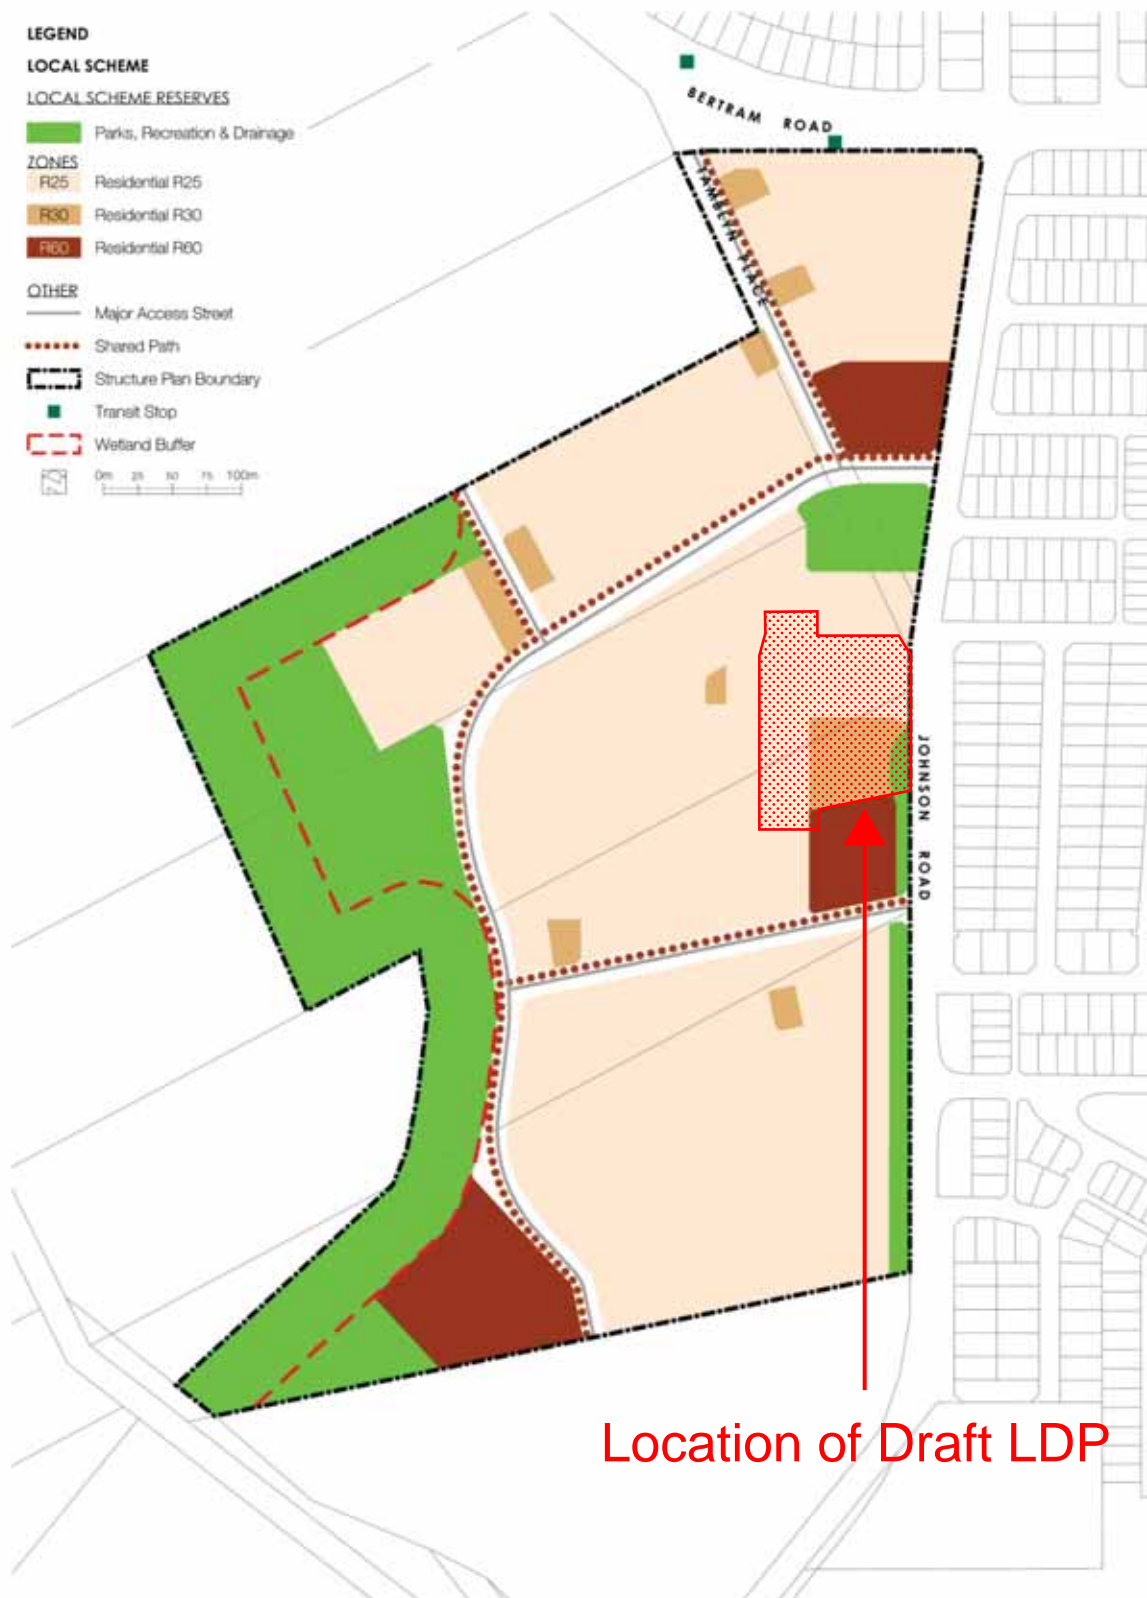 LEGEND
LOCAL SCHEME
LOCAL SCHEME RESERVES
Parks, Recreation & Drainage
ZONES
R25 Residential R25
R30 Residential R30
R60 Residential R60
OTHER
Major Access Street
Shared Path
Structure Plan Boundary
Transit Stop
Wetland Buffer
0m 25 50 75 100m
BERTRAM ROAD
TAMBLYN PLACE
JOHNSON ROAD
Location of Draft LDP